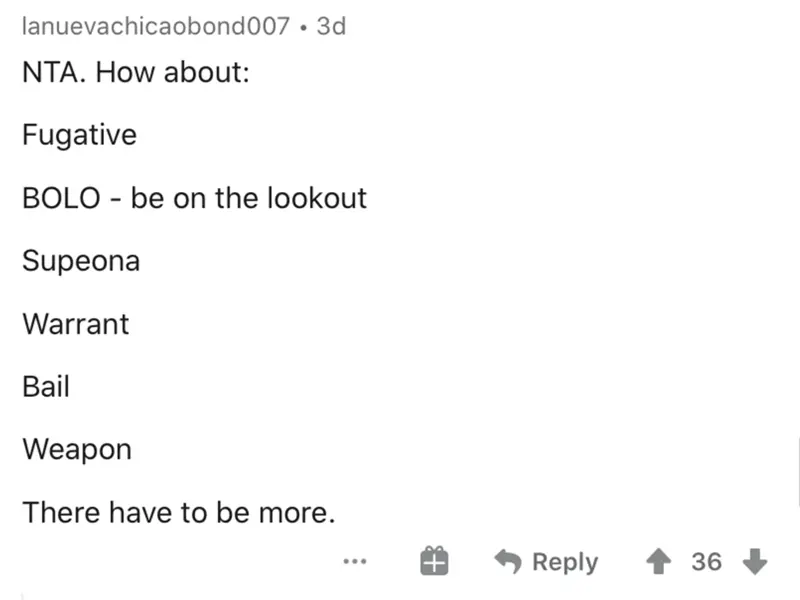 lanuevachicaobond007 • 3d
NTA. How about:
Fugative
BOLO - be on the lookout
Supeona
Warrant
Bail
Weapon
There have to be more.
... Reply 36